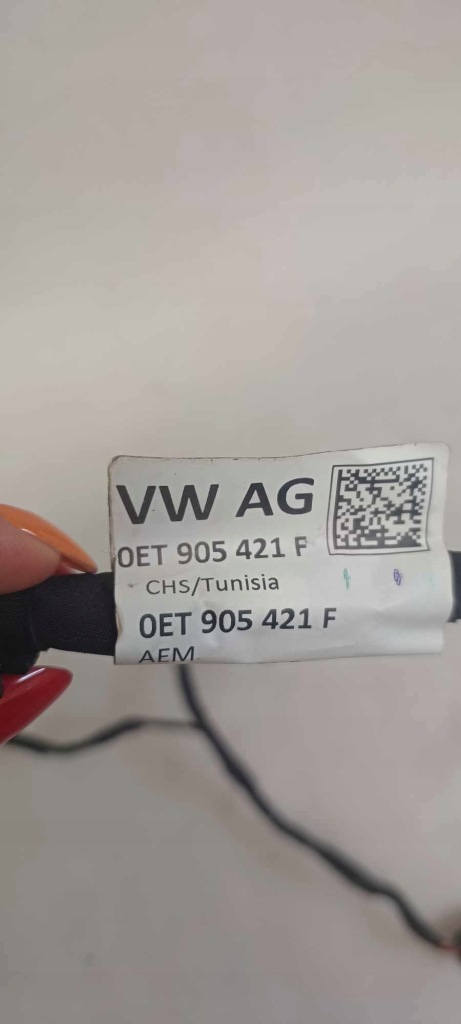 VW AG
0ET 905 421 F
CHS/Tunisia
0ET 905 421 F
AEM